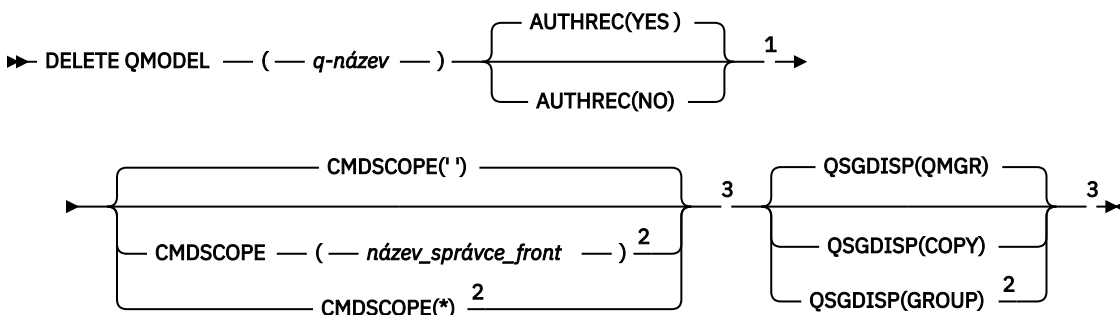 AUTHREC(YES )
DELETE QMODEL ( q-název ) 1
AUTHREC(NO)
CMDSCOPE(' ') QSGDISP(QMGR)
3 3
CMDSCOPE ( název_správce_front ) 2 QSGDISP(COPY)
CMDSCOPE(*) 2 QSGDISP(GROUP) 2